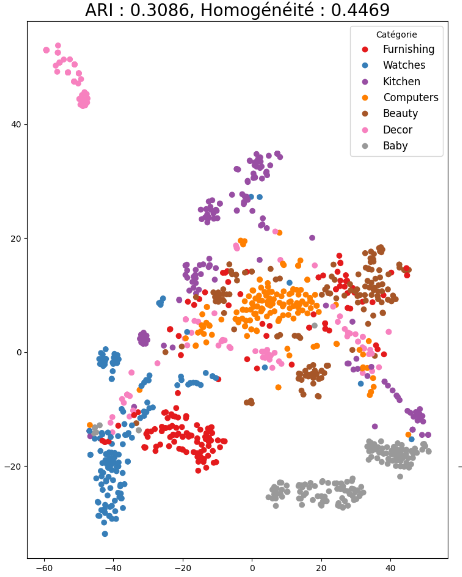 ARI : 0.3086, Homogénéité : 0.4469
Catégorie
Furnishing
Watches
Kitchen
Computers
Beauty
Decor
Baby
40
20
0
−20
−60
−40
−20
0
20
40